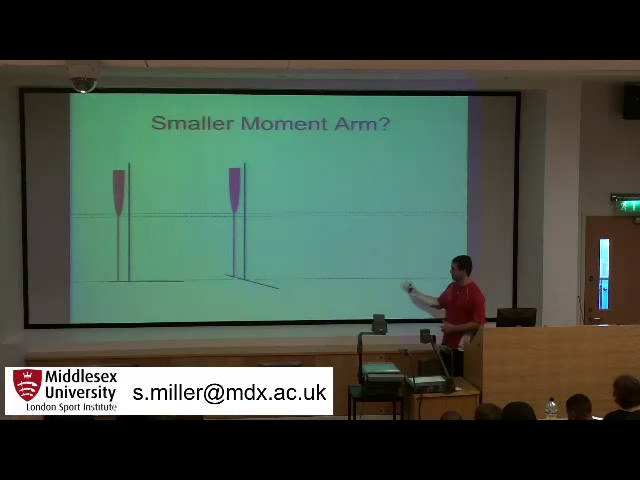 Smaller Moment Arm?
Middlesex
University
London Sport Institute
s.miller@mdx.ac.uk